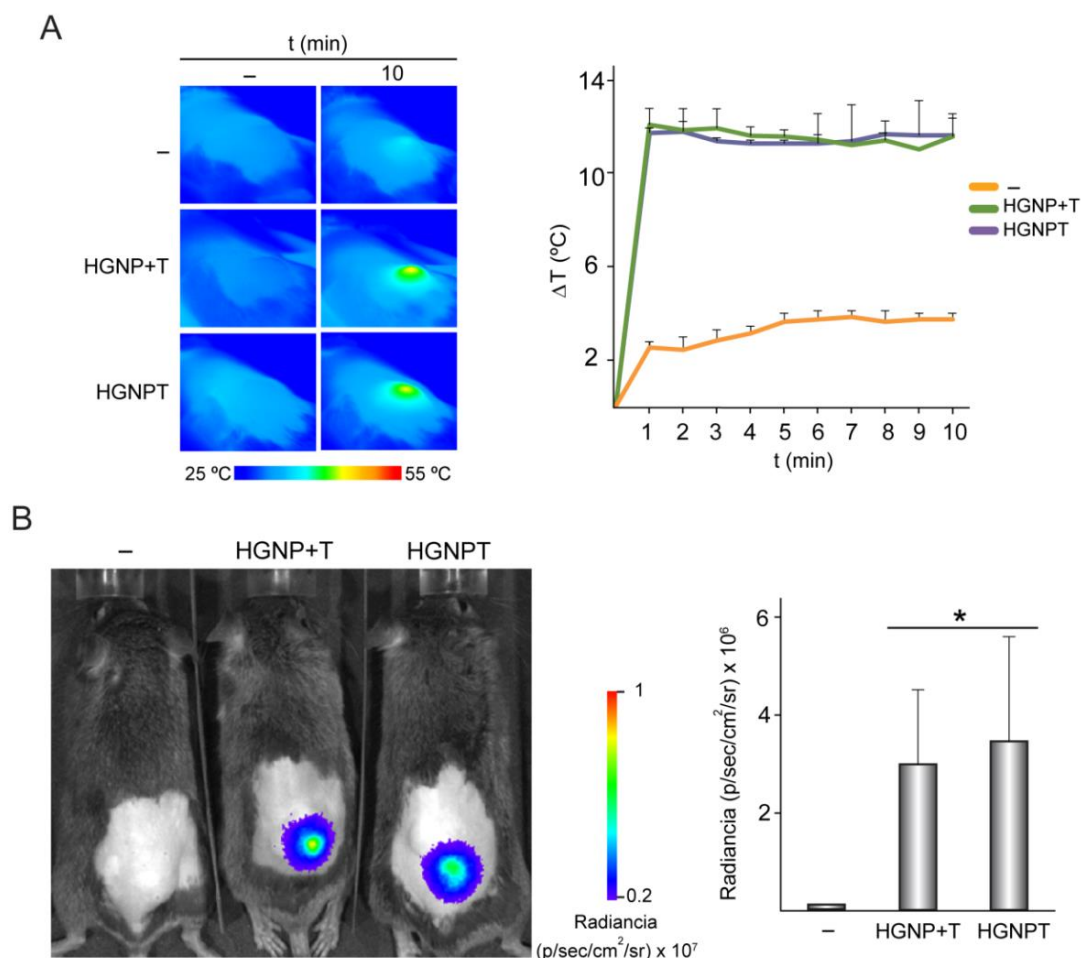 A
t (min)
– 10
–
HGNP+T
HGNPT
25 ºC 55 ºC
14
10
6
2
ΔT (ºC)
1 2 3 4 5 6 7 8 9 10
t (min)
–
HGNP+T
HGNPT
B
– HGNP+T HGNPT
1
0.2
Radiancia
(p/sec/cm²/sr) x 10⁷
Radiancia (p/sec/cm²/sr) x 10⁶
6
4
2
*
– HGNP+T HGNPT